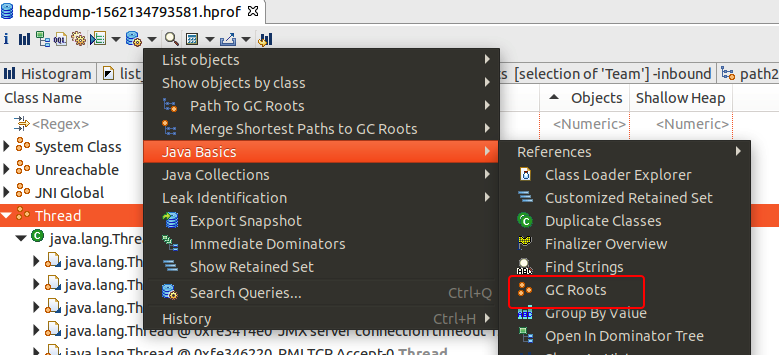 heapdump-1562134793581.hprof
Histogram
list_
s [selection of 'Team'] -inbound
path2
Class Name
Objects
Shallow Heap
<Regex>
<Numeric>
<Numeric>
System Class
Unreachable
JNI Global
Thread
java.lang.Thre
java.lang.Th
java.lang.Th
java.lang.Th
java.lang.Thread @ 0xfe3414e0 JMX server connection timeout 1
java.lang.Thread @ 0xfe346220 RMI TCP Accept-0 Thread
List objects
Show objects by class
Path To GC Roots
Merge Shortest Paths to GC Roots
Java Basics
Java Collections
Leak Identification
Export Snapshot
Immediate Dominators
Show Retained Set
Search Queries... Ctrl+Q
History Ctrl+H
References
Class Loader Explorer
Customized Retained Set
Duplicate Classes
Finalizer Overview
Find Strings
GC Roots
Group By Value
Open In Dominator Tree